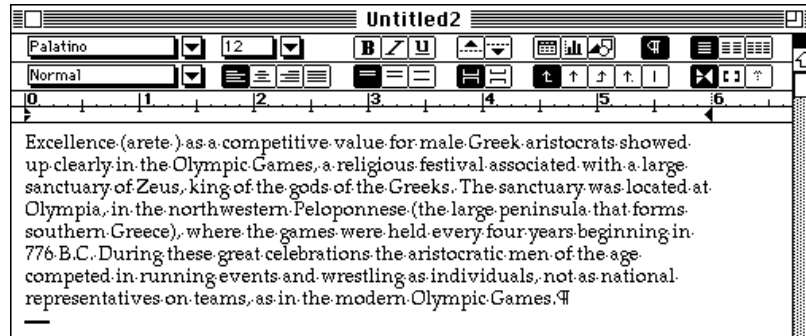 Untitled2
Palatino 12 B I U ¶
Normal
0 1 2 3 4 5 6
Excellence (arete ) as a competitive value for male Greek aristocrats showed
up clearly in the Olympic Games, a religious festival associated with a large
sanctuary of Zeus, king of the gods of the Greeks. The sanctuary was located at
Olympia, in the northwestern Peloponnese (the large peninsula that forms
southern Greece), where the games were held every four years beginning in
776 B.C. During these great celebrations the aristocratic men of the age
competed in running events and wrestling as individuals, not as national
representatives on teams, as in the modern Olympic Games.¶